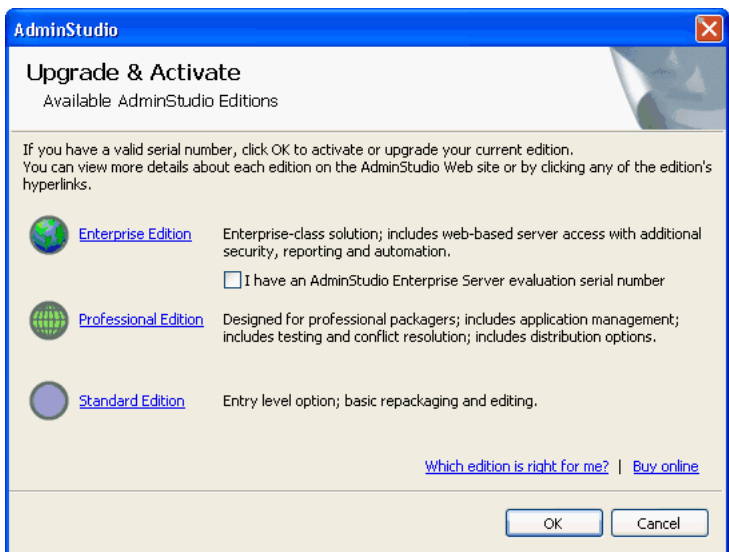 AdminStudio
Upgrade & Activate
Available AdminStudio Editions
If you have a valid serial number, click OK to activate or upgrade your current edition.
You can view more details about each edition on the AdminStudio Web site or by clicking any of the edition's
hyperlinks.
Enterprise Edition Enterprise-class solution; includes web-based server access with additional
security, reporting and automation.
I have an AdminStudio Enterprise Server evaluation serial number
Professional Edition Designed for professional packagers; includes application management;
includes testing and conflict resolution; includes distribution options.
Standard Edition Entry level option; basic repackaging and editing.
Which edition is right for me? | Buy online
OK Cancel